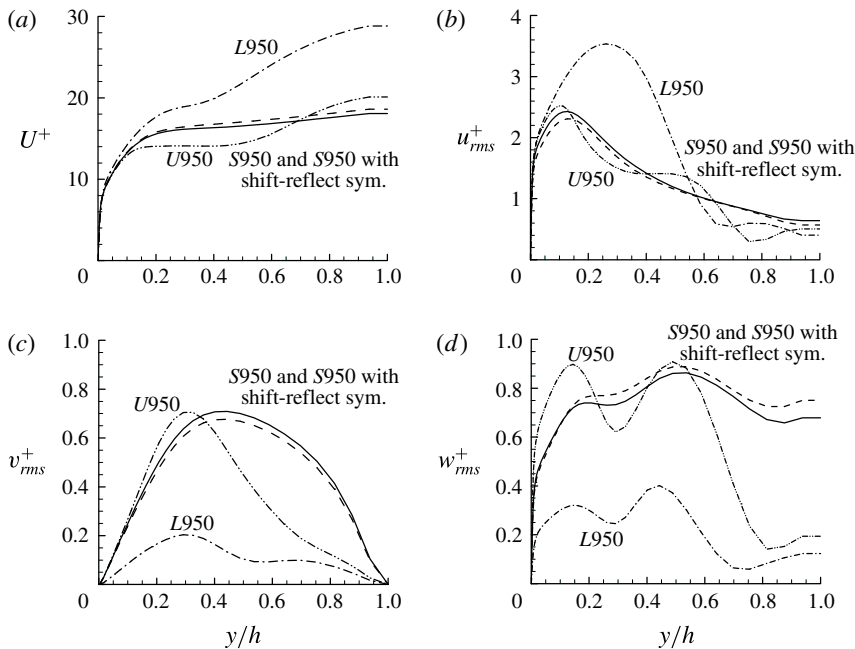 (a)
30
20
10
0
U+
L950
U950
S950 and S950 with
shift-reflect sym.
0.2 0.4 0.6 0.8 1.0
(b)
4
3
2
1
0
u+rms
L950
S950 and S950 with
shift-reflect sym.
U950
0.2 0.4 0.6 0.8 1.0
(c)
1.0
0.8
0.6
0.4
0.2
0
v+rms
S950 and S950 with
shift-reflect sym.
U950
L950
0.2 0.4 0.6 0.8 1.0
y/h
(d)
1.0
0.8
0.6
0.4
0.2
0
w+rms
S950 and S950 with
shift-reflect sym.
U950
L950
0.2 0.4 0.6 0.8 1.0
y/h